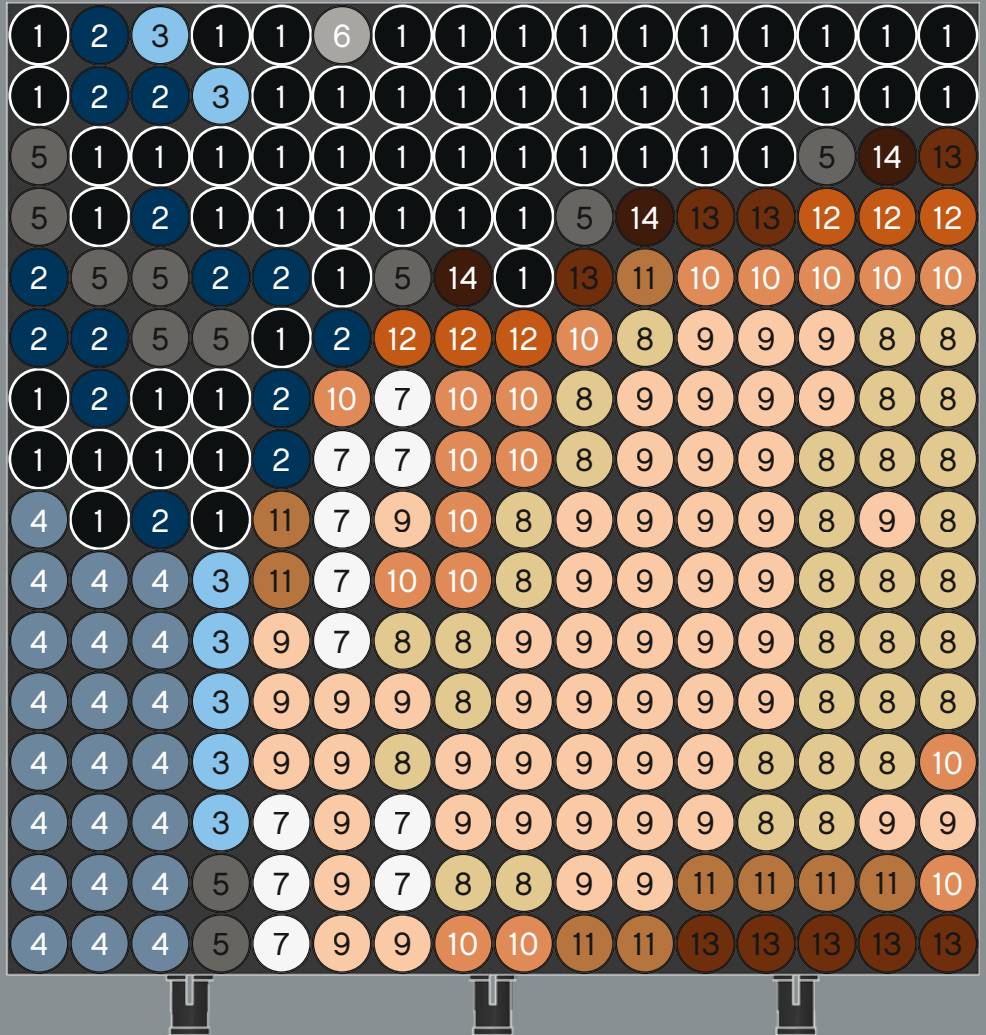 1 2 3 1 1 6 1 1 1 1 1 1 1 1 1 1
1 2 2 3 1 1 1 1 1 1 1 1 1 1 1 1
5 1 1 1 1 1 1 1 1 1 1 1 1 5 14 13
5 1 2 1 1 1 1 1 1 5 14 13 13 12 12 12
2 5 5 2 2 1 5 14 1 13 11 10 10 10 10 10
2 2 5 5 1 2 12 12 12 10 8 9 9 9 8 8
1 2 1 1 2 10 7 10 10 8 9 9 9 9 8 8
1 1 1 1 2 7 7 10 10 8 9 9 9 8 8 8
4 1 2 1 11 7 9 10 8 9 9 9 9 8 9 8
4 4 4 3 11 7 10 10 8 9 9 9 9 8 8 8
4 4 4 3 9 7 8 8 9 9 9 9 9 8 8 8
4 4 4 3 9 9 9 8 9 9 9 9 9 8 8 8
4 4 4 3 9 9 8 9 9 9 9 9 8 8 8 10
4 4 4 3 7 9 7 9 9 9 9 9 8 8 9 9
4 4 4 5 7 9 7 8 8 9 9 11 11 11 11 10
4 4 4 5 7 9 9 10 10 11 11 13 13 13 13 13